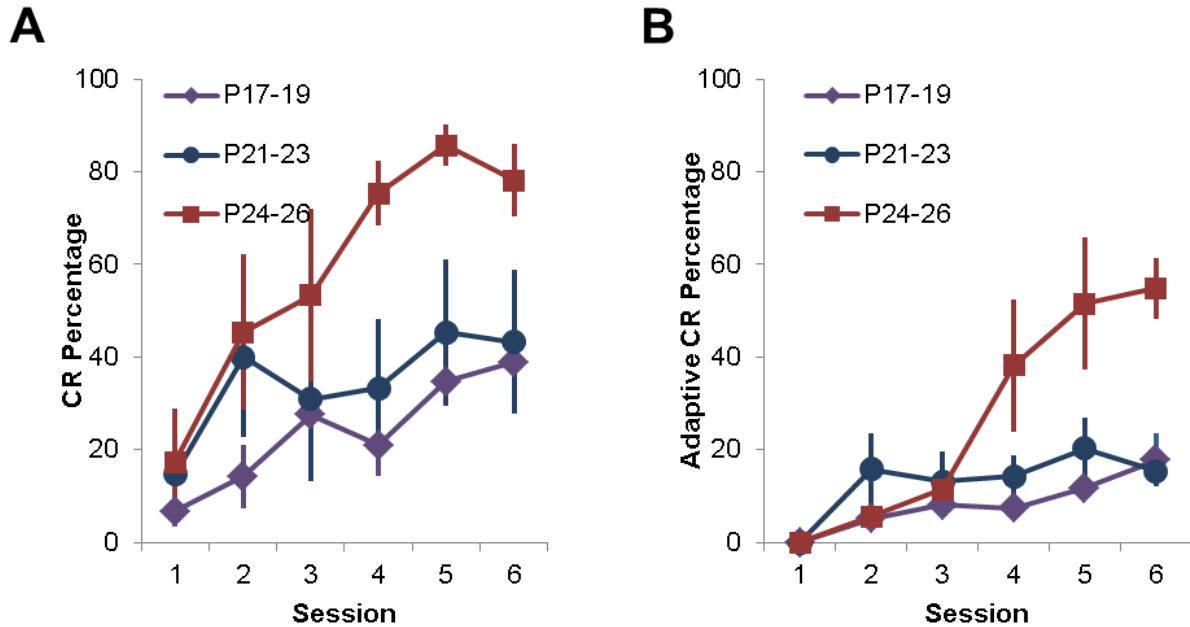 A
CR Percentage
100
80
60
40
20
0
P17-19
P21-23
P24-26
1 2 3 4 5 6
Session
B
Adaptive CR Percentage
100
80
60
40
20
0
P17-19
P21-23
P24-26
1 2 3 4 5 6
Session